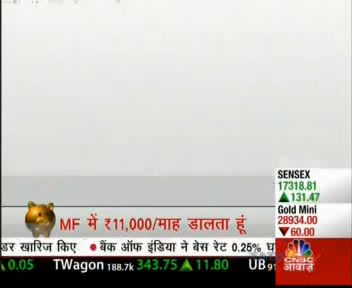 SENSEX
17318.81
▲131.47
Gold Mini
28934.00
▼60.00
MF में ₹11,000/माह डालता हूं
डर खारिज किए • बैंक ऑफ इंडिया ने बेस रेट 0.25% घ
▲0.05 TWagon 188.7k 343.75▲11.80 UB
CNBC
आवाज़